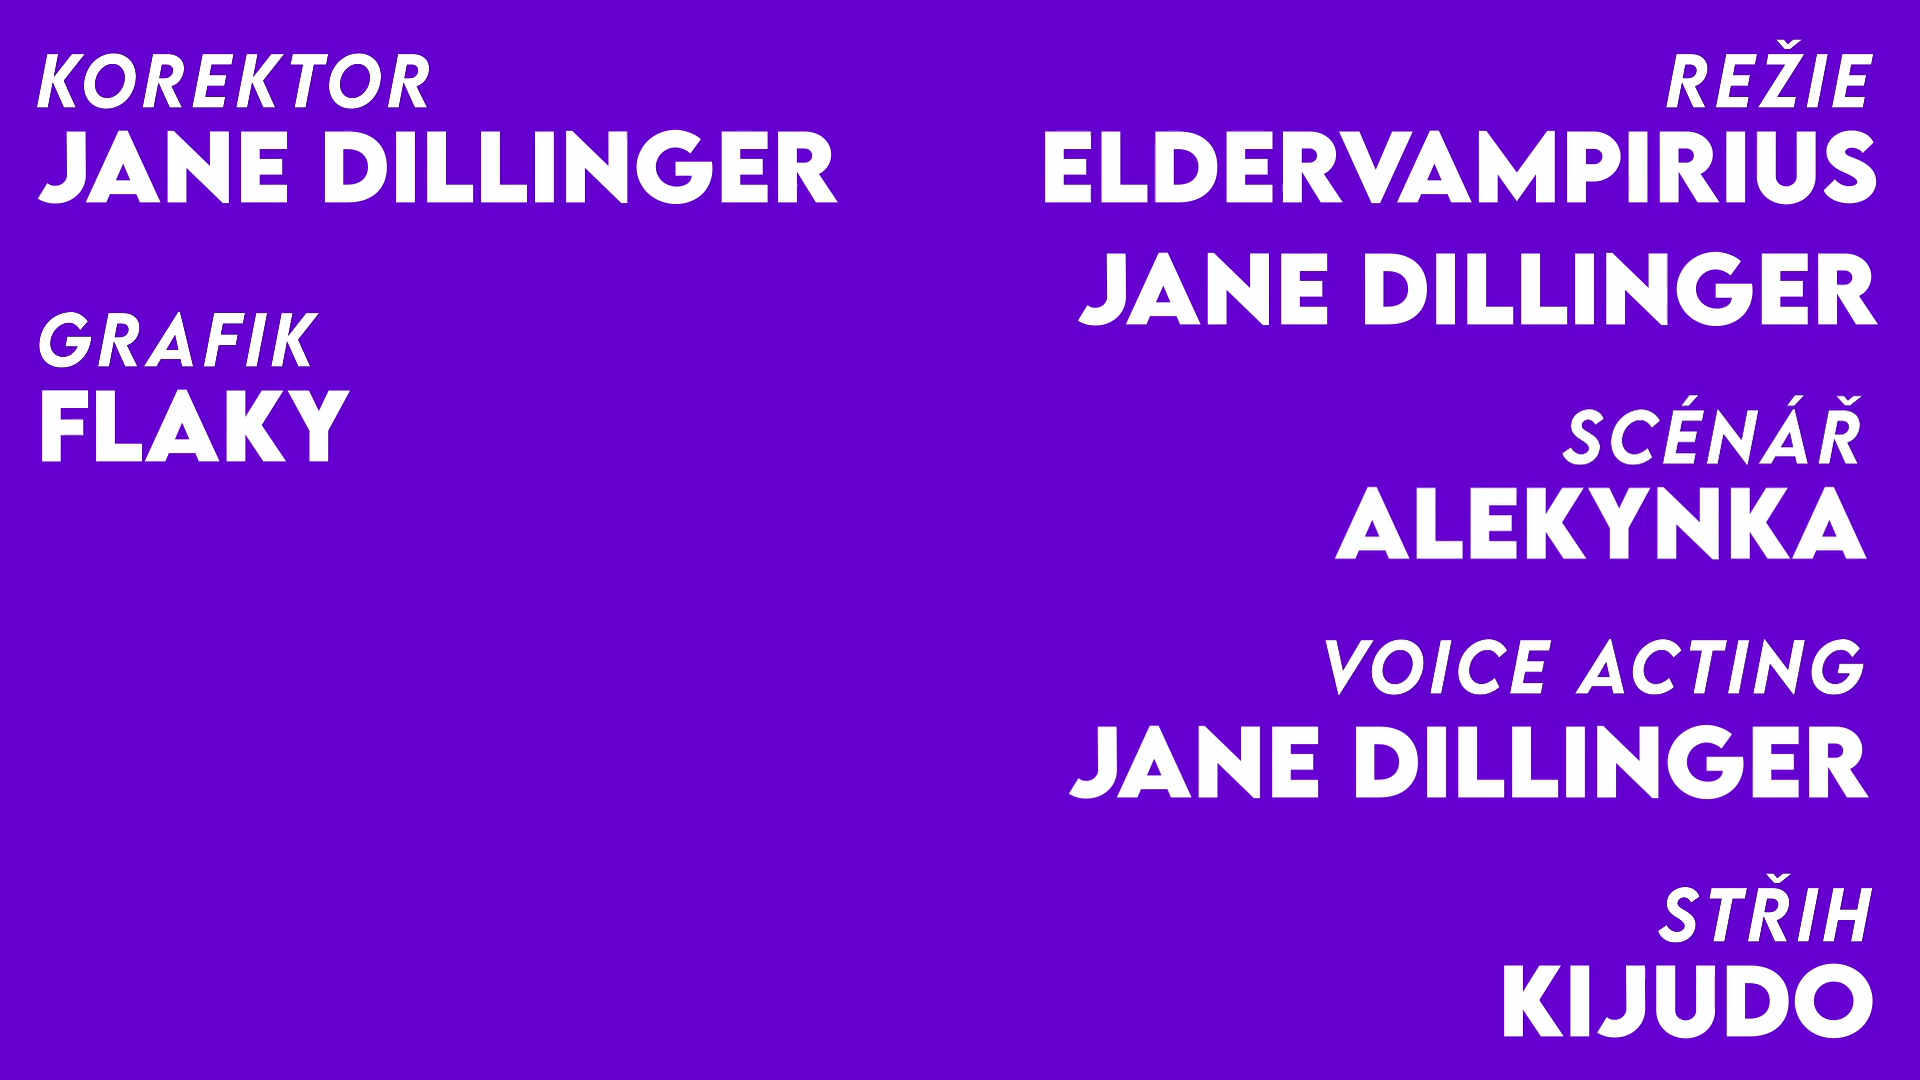 KOREKTOR
JANE DILLINGER
GRAFIK
FLAKY
REŽIE
ELDERVAMPIRIUS
JANE DILLINGER
SCÉNÁŘ
ALEKYNKA
VOICE ACTING
JANE DILLINGER
STŘIH
KIJUDO